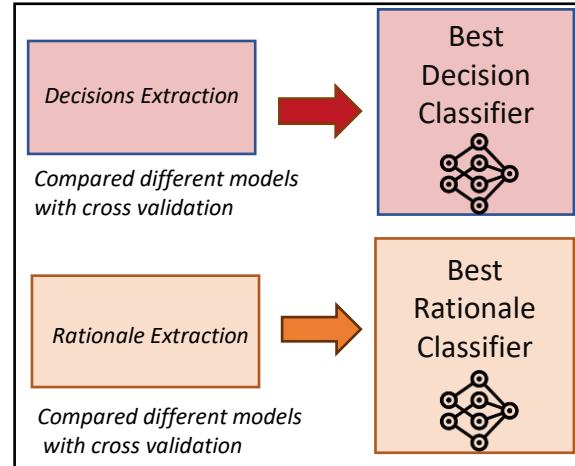 Decisions Extraction
Compared different models
with cross validation
Best
Decision
Classifier
Rationale Extraction
Compared different models
with cross validation
Best
Rationale
Classifier